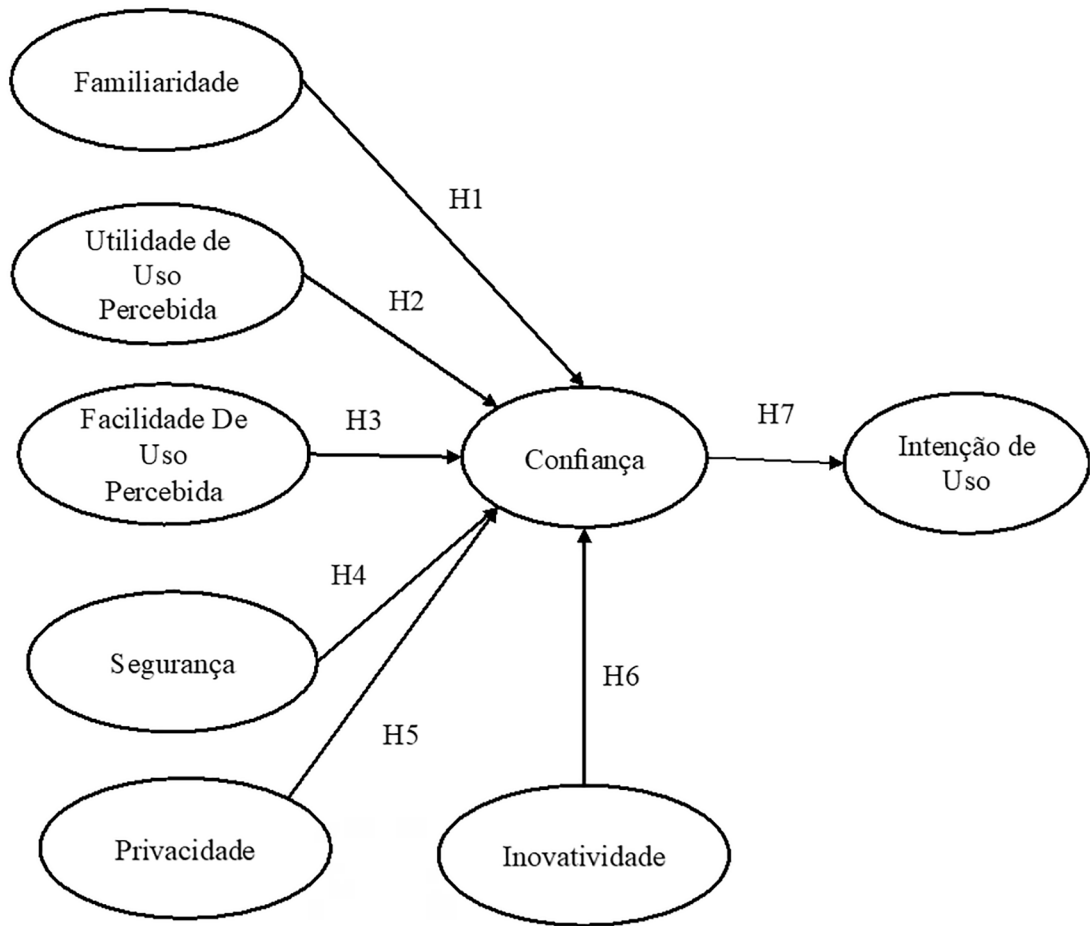 Familiaridade
H1
Utilidade de
Uso
Percebida
H2
Facilidade De
Uso
Percebida
H3
Confiança
H7
Intenção de
Uso
H4
Segurança
H6
H5
Privacidade
Inovatividade